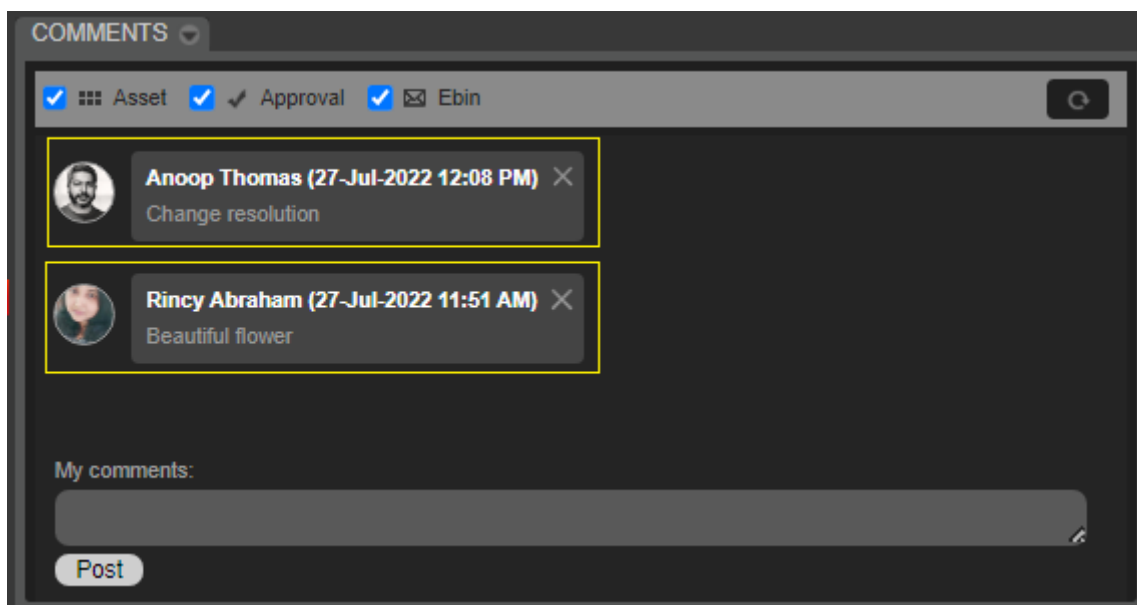 COMMENTS
Asset Approval Ebin
Anoop Thomas (27-Jul-2022 12:08 PM)
Change resolution
Rincy Abraham (27-Jul-2022 11:51 AM)
Beautiful flower
My comments:
Post